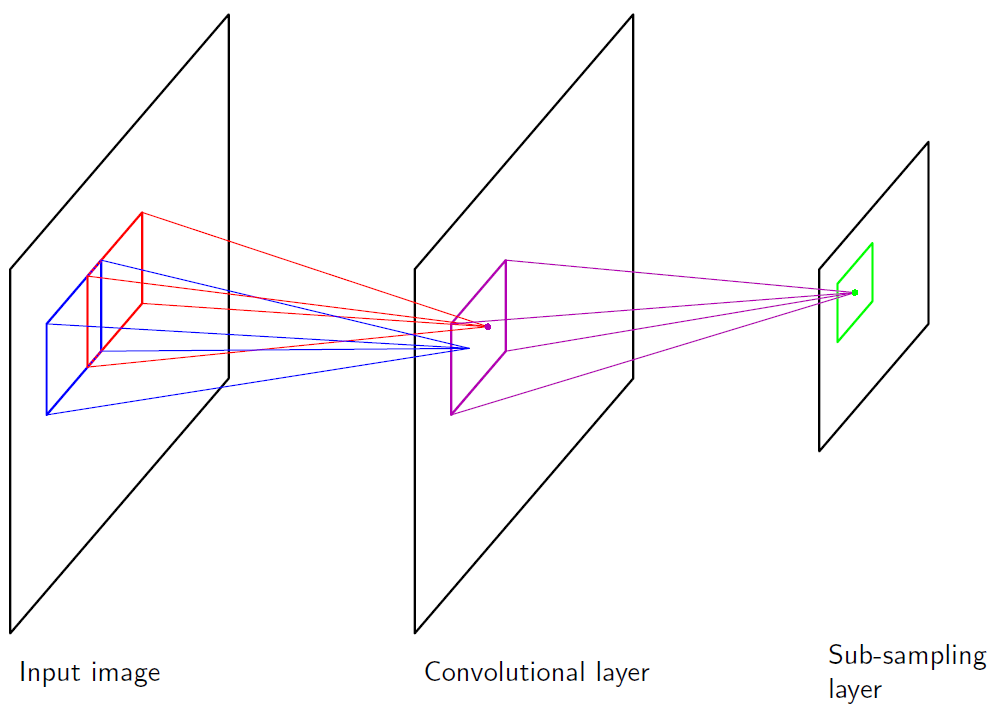 Input image
Convolutional layer
Sub-sampling
layer